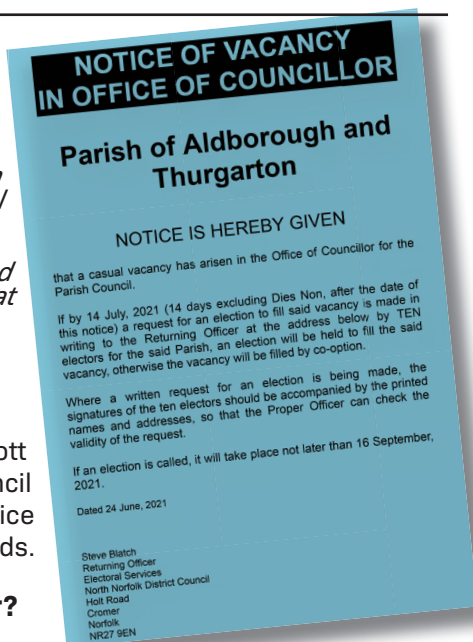 NOTICE OF VACANCY
IN OFFICE OF COUNCILLOR
Parish of Aldborough and
Thurgarton
NOTICE IS HEREBY GIVEN
that a casual vacancy has arisen in the Office of Councillor for the
Parish Council.
If by 14 July, 2021 (14 days excluding Dies Non, after the date of
this notice) a request for an election to fill said vacancy is made in
writing to the Returning Officer at the address below by TEN
electors for the said Parish, an election will be held to fill the said
vacancy, otherwise the vacancy will be filled by co-option.
Where a written request for an election is being made, the
signatures of the ten electors should be accompanied by the printed
names and addresses, so that the Proper Officer can check the
validity of the request.
If an election is called, it will take place not later than 16 September,
2021.
Dated 24 June, 2021
Steve Blatch
Returning Officer
Electoral Services
North Norfolk District Council
Holt Road
Cromer
Norfolk
NR27 9EN
at
ott
ncil
ice
ds.
?